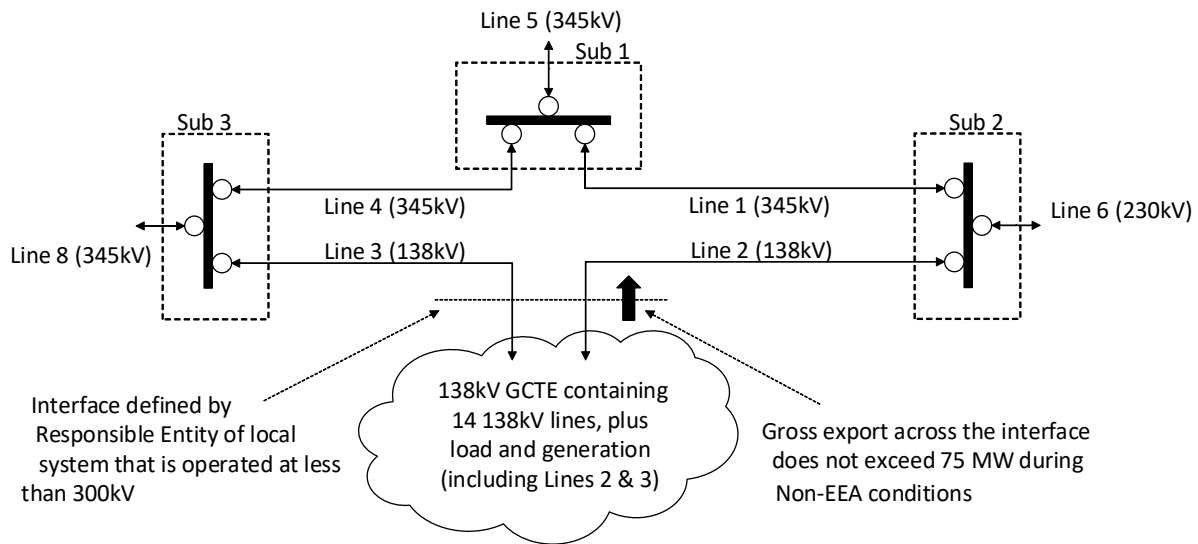 Line 5 (345kV)
Sub 1
Sub 3
Sub 2
Line 4 (345kV)
Line 1 (345kV)
Line 8 (345kV)
Line 6 (230kV)
Line 3 (138kV)
Line 2 (138kV)
138kV GCTE containing
14 138kV lines, plus
load and generation
(including Lines 2 & 3)
Interface defined by
Responsible Entity of local
system that is operated at less
than 300kV
Gross export across the interface
does not exceed 75 MW during
Non-EEA conditions